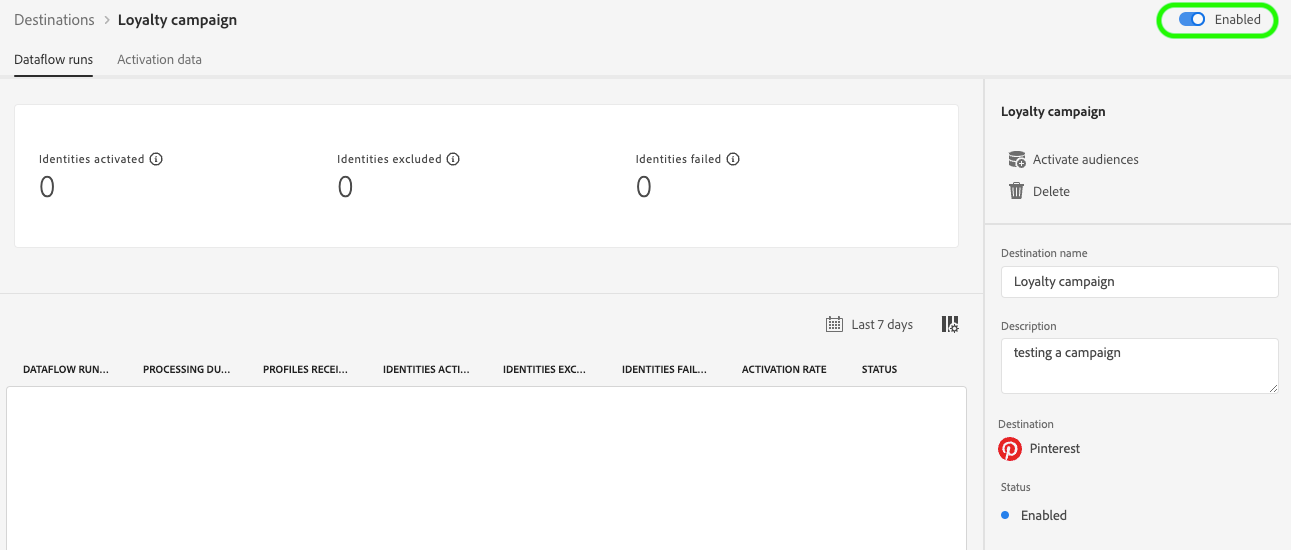 Destinations > Loyalty campaign
Enabled
Dataflow runs Activation data
Identities activated
0
Identities excluded
0
Identities failed
0
Last 7 days
DATAFLOW RUN... PROCESSING DU... PROFILES RECEI... IDENTITIES ACTI... IDENTITIES EXC... IDENTITIES FAIL... ACTIVATION RATE STATUS
Loyalty campaign
Activate audiences
Delete
Destination name
Loyalty campaign
Description
testing a campaign
Destination
Pinterest
Status
Enabled